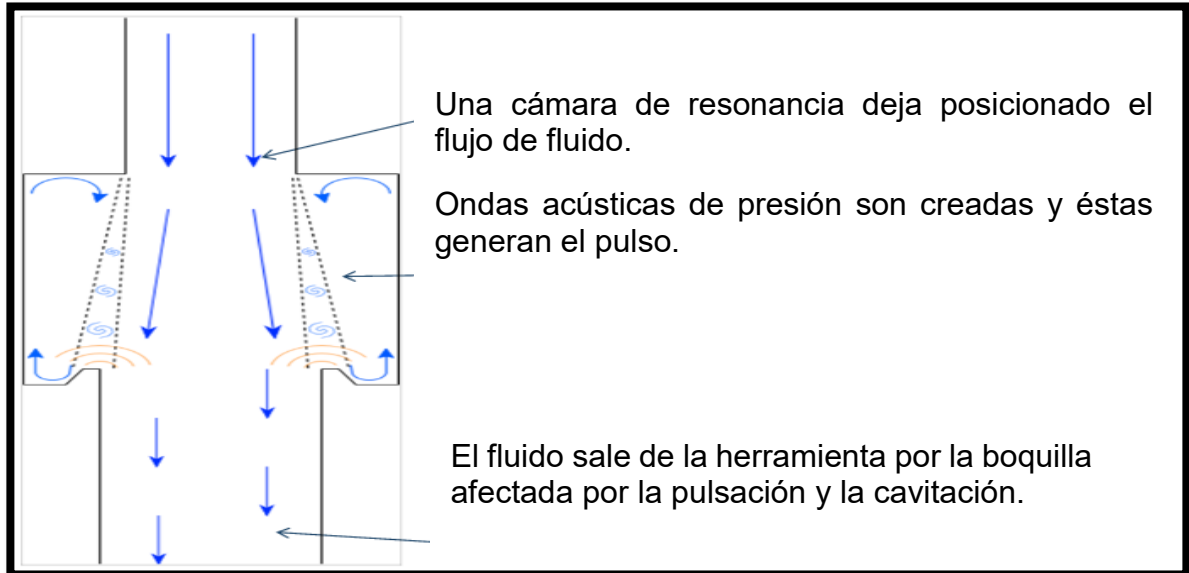 Una cámara de resonancia deja posicionado el
flujo de fluido.
Ondas acústicas de presión son creadas y éstas
generan el pulso.
El fluido sale de la herramienta por la boquilla
afectada por la pulsación y la cavitación.